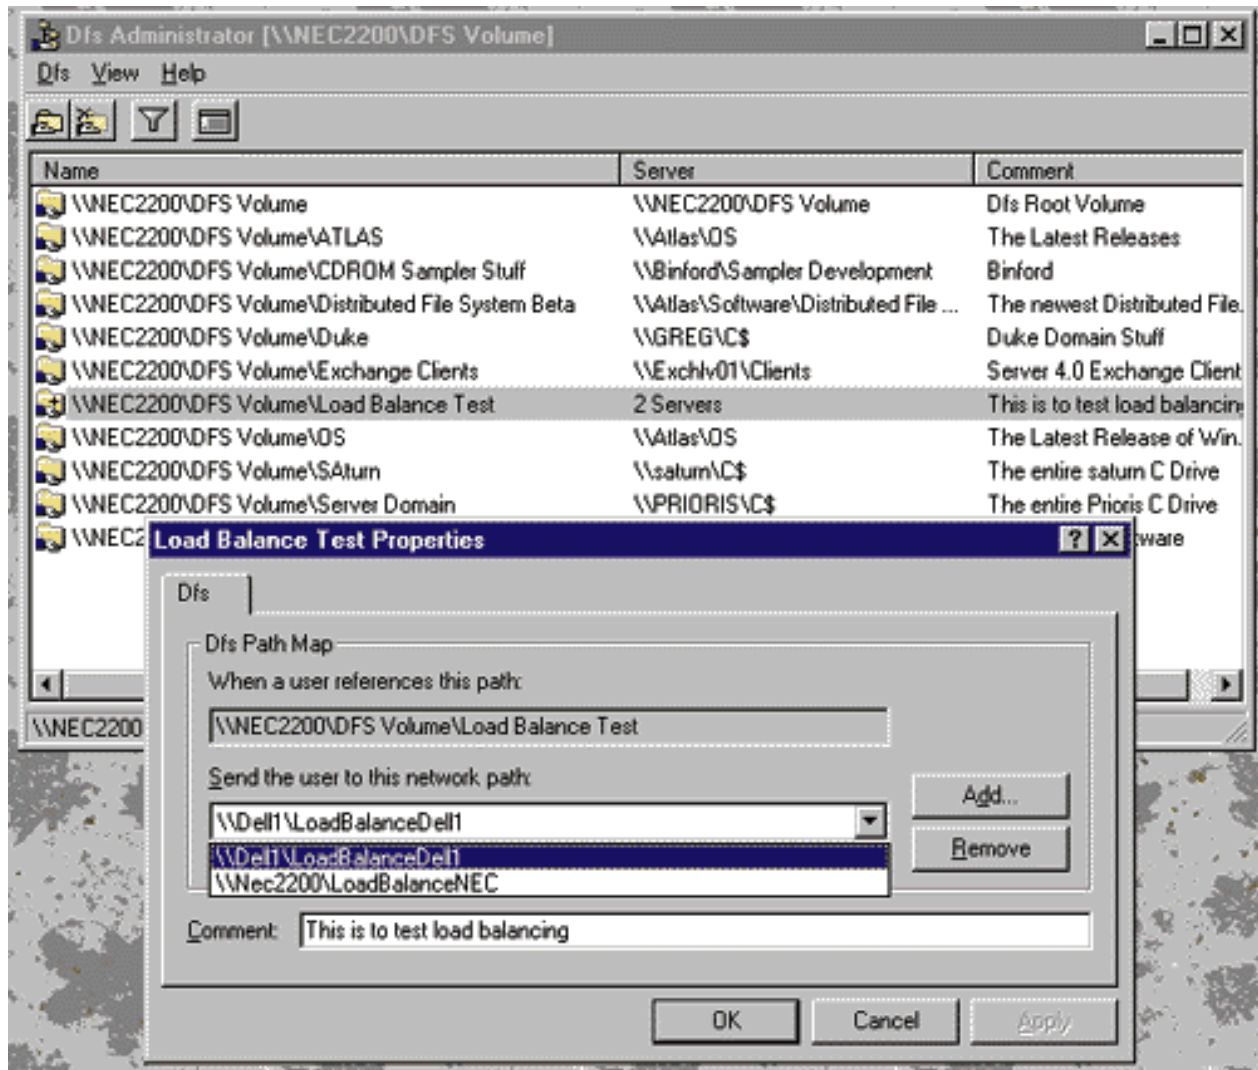 Dfs Administrator [\\NEC2200\DFS Volume]
Dfs View Help
Name Server Comment
\\NEC2200\DFS Volume \\NEC2200\DFS Volume Dfs Root Volume
\\NEC2200\DFS Volume\ATLAS \\Atlas\OS The Latest Releases
\\NEC2200\DFS Volume\CDROM Sampler Stuff \\Binford\Sampler Development Binford
\\NEC2200\DFS Volume\Distributed File System Beta \\Atlas\Software\Distributed File ... The newest Distributed File.
\\NEC2200\DFS Volume\Duke \\GREG\C$ Duke Domain Stuff
\\NEC2200\DFS Volume\Exchange Clients \\Exchlv01\Clients Server 4.0 Exchange Client
\\NEC2200\DFS Volume\Load Balance Test 2 Servers This is to test load balancing
\\NEC2200\DFS Volume\OS \\Atlas\OS The Latest Release of Win.
\\NEC2200\DFS Volume\SAturn \\saturn\C$ The entire saturn C Drive
\\NEC2200\DFS Volume\Server Domain \\PRIORIS\C$ The entire Prioris C Drive
\\NEC2 tware
Load Balance Test Properties
Dfs
Dfs Path Map
When a user references this path:
\\NEC2200\DFS Volume\Load Balance Test
\\NEC2200
Send the user to this network path:
Add...
\\Dell1\LoadBalanceDell1
Remove
\\Dell1\LoadBalanceDell1
\\Nec2200\LoadBalanceNEC
Comment: This is to test load balancing
OK Cancel Apply